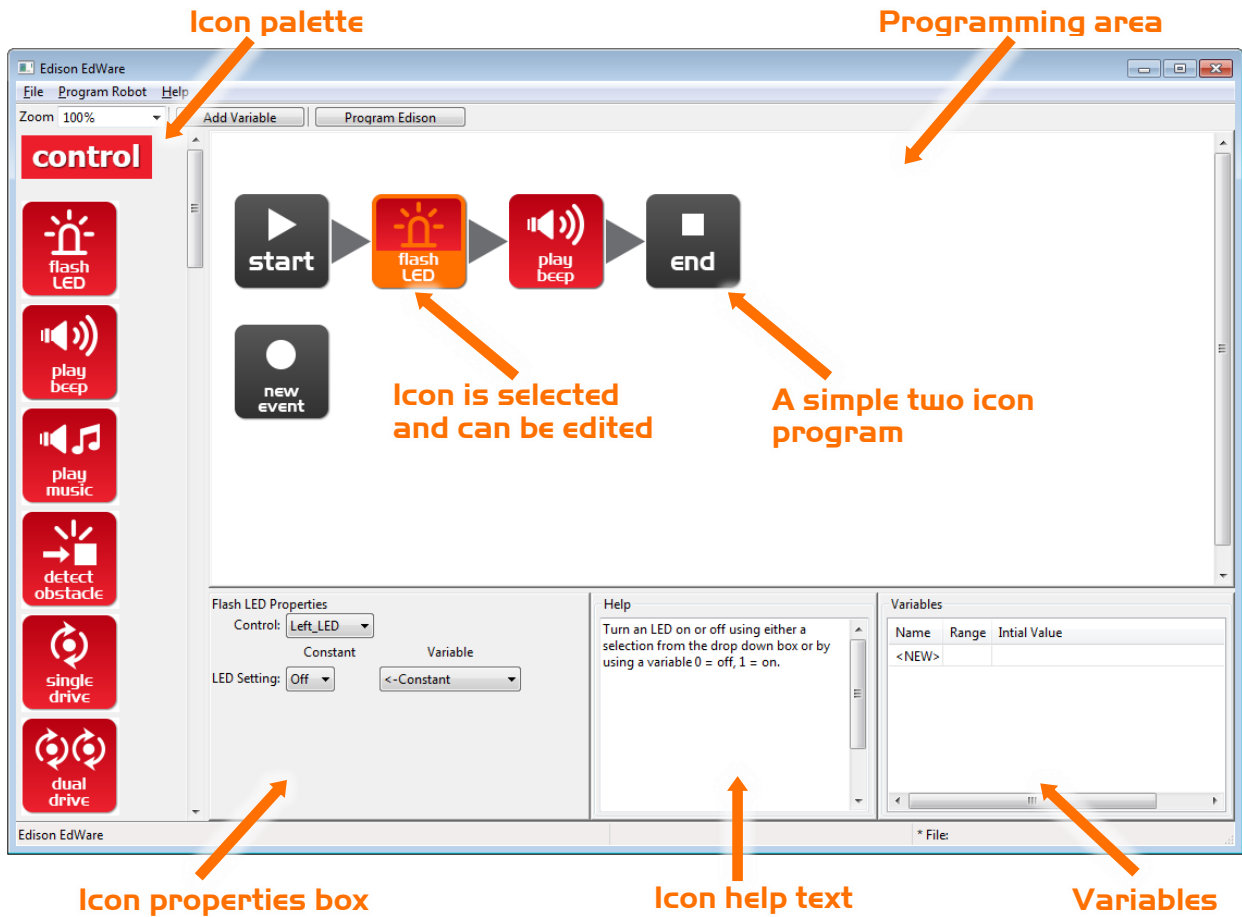 Icon palette
Programming area
Edison EdWare
File Program Robot Help
Zoom 100% Add Variable Program Edison
control
flash
LED
play
beep
play
music
detect
obstacle
single
drive
dual
drive
start
flash
LED
play
beep
end
new
event
Icon is selected
and can be edited
A simple two icon
program
Flash LED Properties
Control: Left_LED
Constant Variable
LED Setting: Off <-Constant
Help
Turn an LED on or off using either a
selection from the drop down box or by
using a variable 0 = off, 1 = on.
Variables
Name Range Intial Value
<NEW>
Edison EdWare
* File:
Icon properties box
Icon help text
Variables